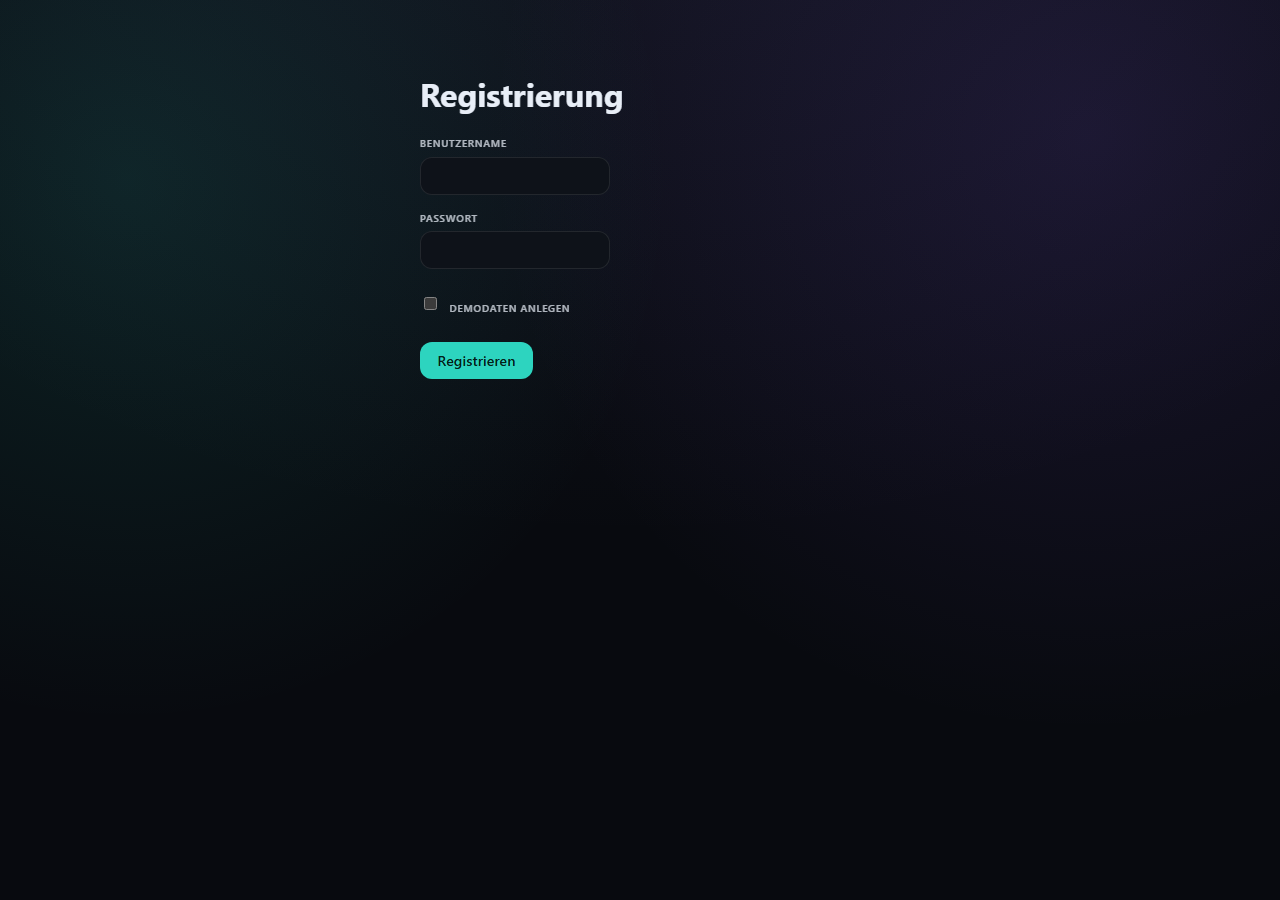 Registrierung
BENUTZERNAME
PASSWORT
DEMODATEN ANLEGEN
Registrieren